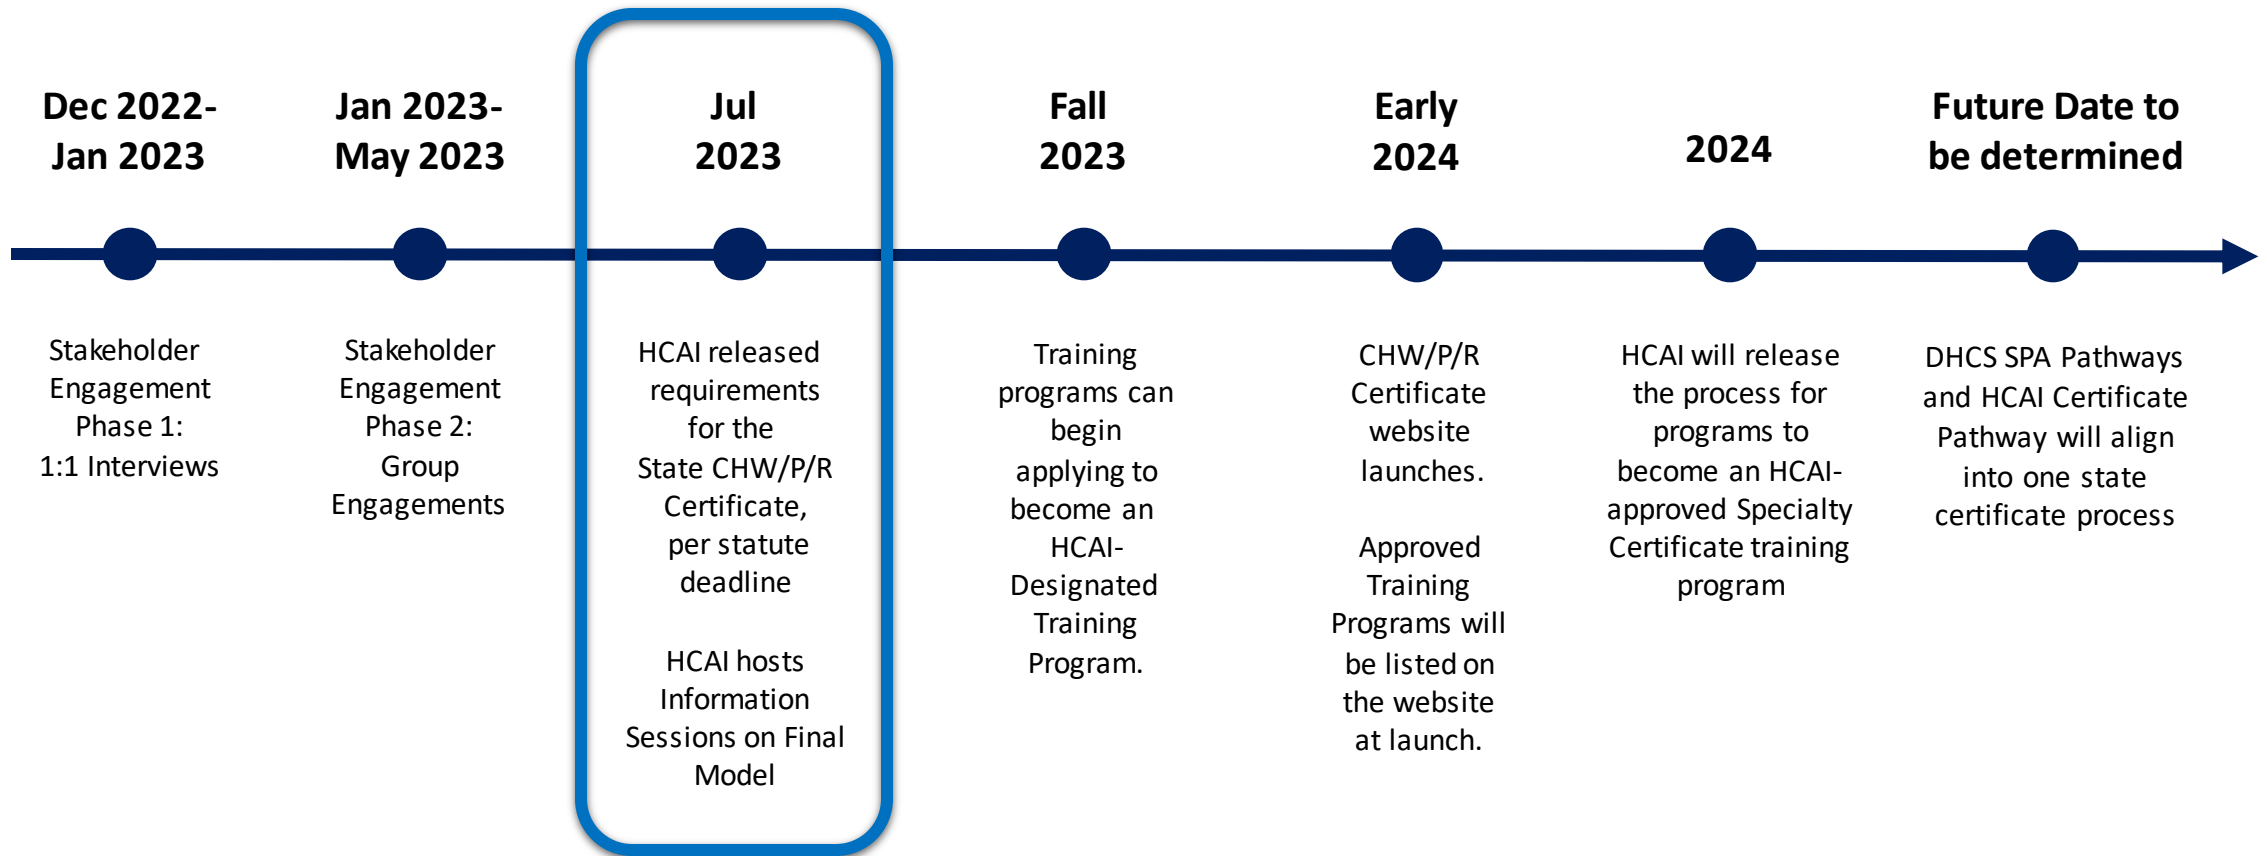 Dec 2022-
Jan 2023
Stakeholder
Engagement
Phase 1:
1:1 Interviews
Jan 2023-
May 2023
Stakeholder
Engagement
Phase 2:
Group
Engagements
Jul
2023
HCAI released
requirements
for the
State CHW/P/R
Certificate,
per statute
deadline
HCAI hosts
Information
Sessions on Final
Model
Fall
2023
Training
programs can
begin
applying to
become an
HCAI-
Designated
Training
Program.
Early
2024
CHW/P/R
Certificate
website
launches.
Approved
Training
Programs will
be listed on
the website
at launch.
2024
HCAI will release
the process for
programs to
become an HCAI-
approved Specialty
Certificate training
program
Future Date to
be determined
DHCS SPA Pathways
and HCAI Certificate
Pathway will align
into one state
certificate process